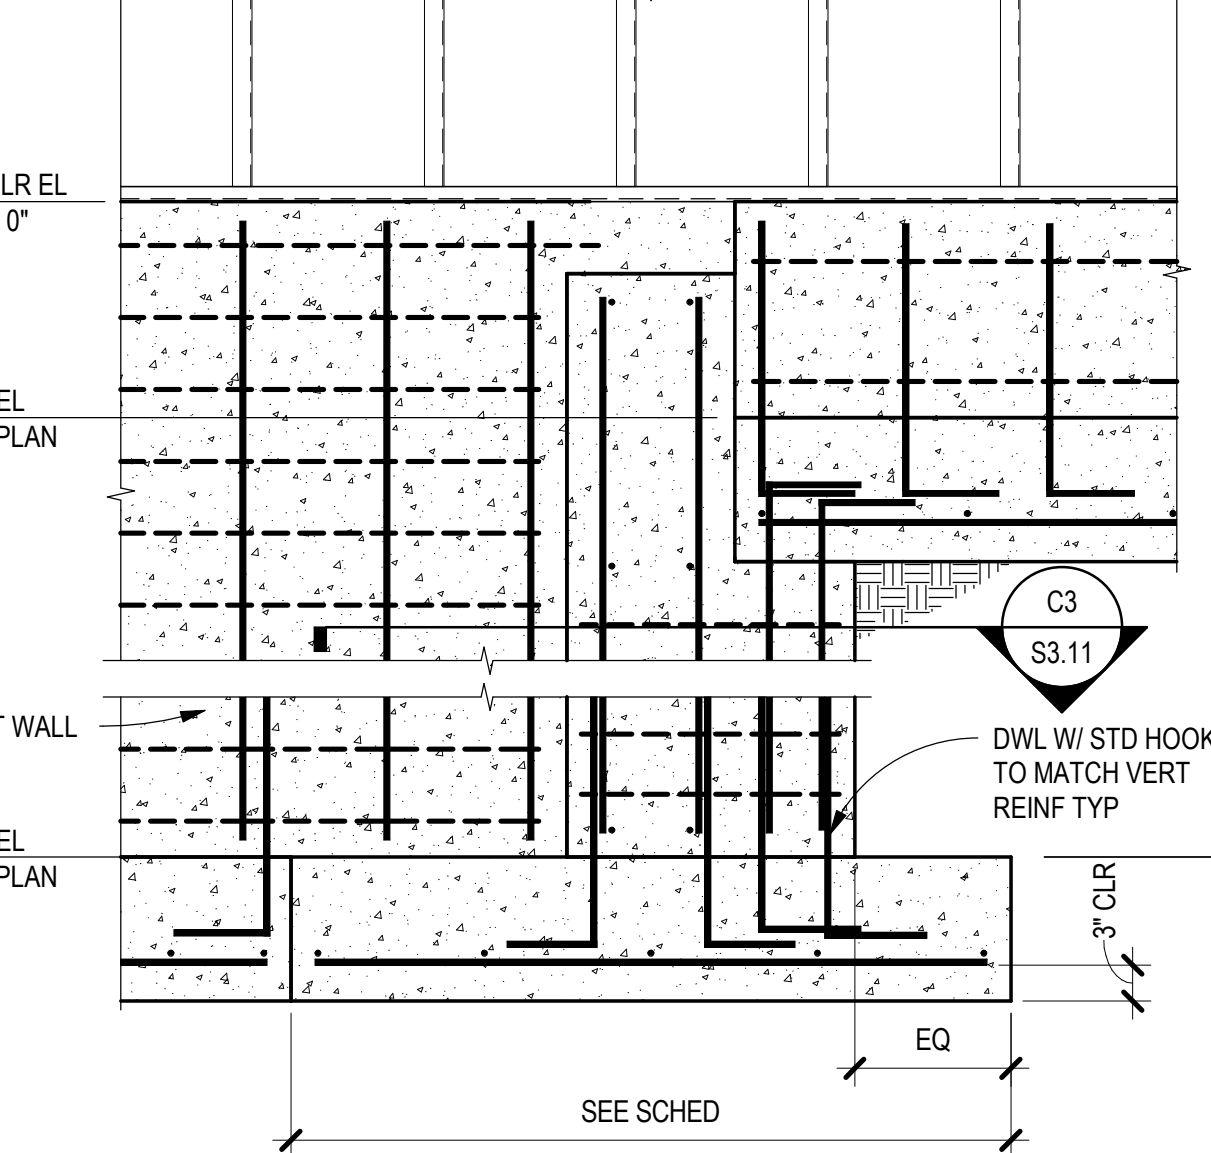 LR EL
0"
EL
PLAN
C3
S3.11
T WALL
DWL W/ STD HOOK
TO MATCH VERT
REINF TYP
EL
PLAN
3" CLR
EQ
SEE SCHED